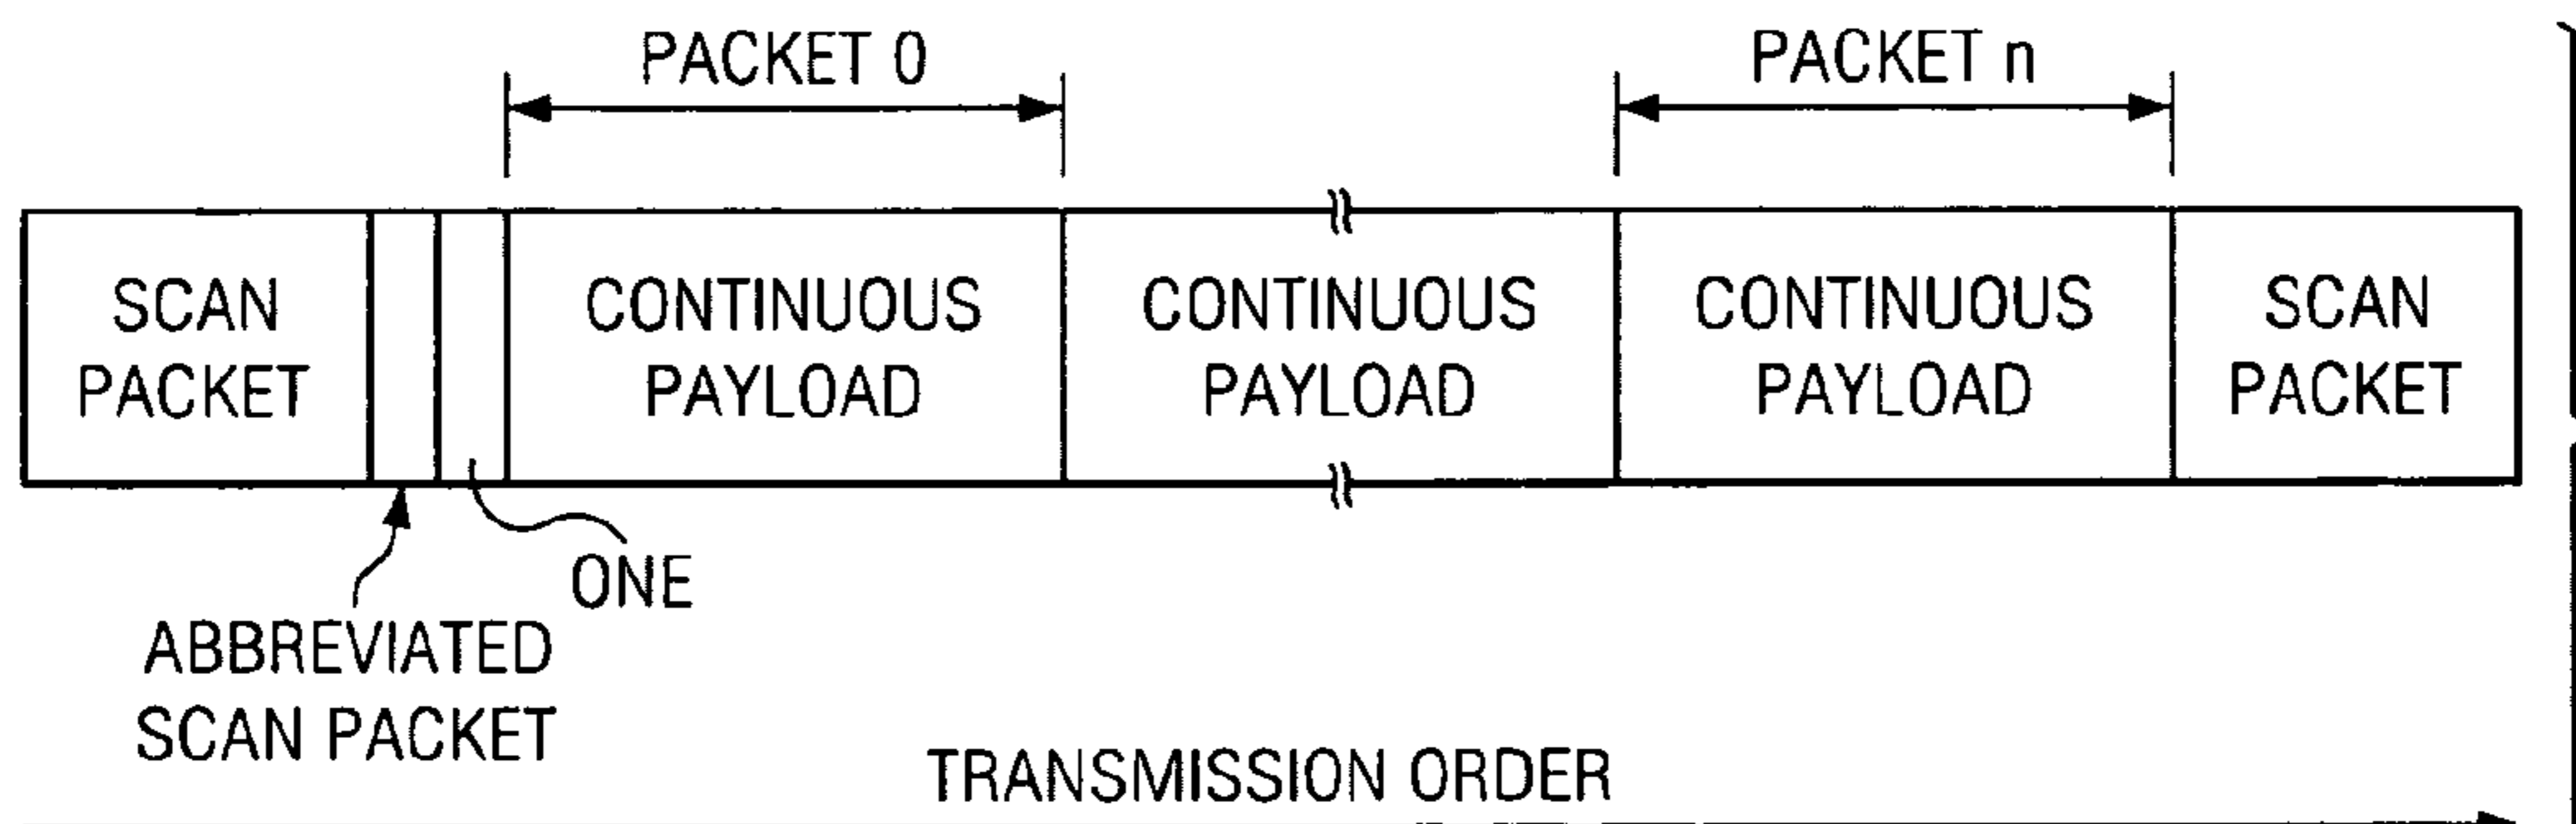 PACKET 0
PACKET n
SCAN
PACKET
CONTINUOUS
PAYLOAD
CONTINUOUS
PAYLOAD
CONTINUOUS
PAYLOAD
SCAN
PACKET
ONE
ABBREVIATED
SCAN PACKET
TRANSMISSION ORDER